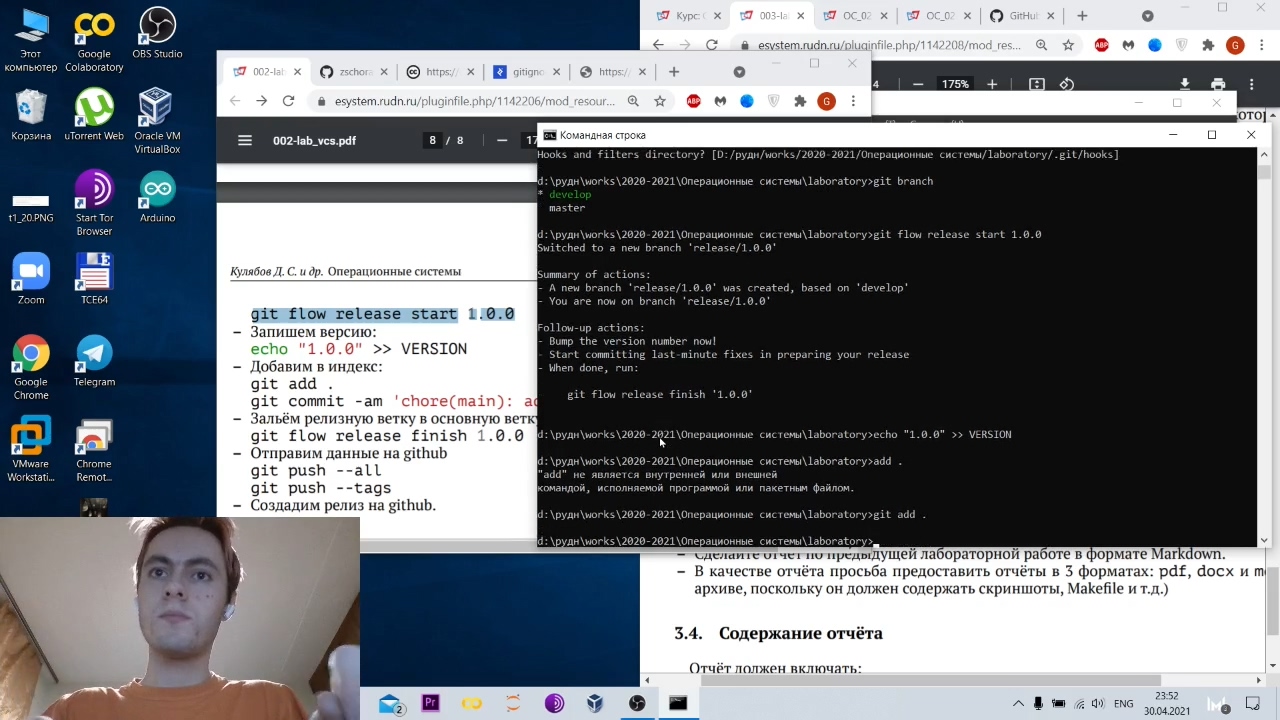 Этот компьютер
Google Colaboratory
OBS Studio
Корзина
uTorrent Web
Oracle VM VirtualBox
t1_20.PNG
Start Tor Browser
Arduino
Zoom
TCE64
Google Chrome
Telegram
VMware Workstati...
Chrome Remot...
Курс
003-la
ОС_02
ОС_02
GitHu
esystem.rudn.ru/pluginfile.php/1142208/mod_res...
G
4
175%
002-lab
zschora
https://
gitigno
https:/
esystem.rudn.ru/pluginfile.php/1142206/mod_resour...
G
002-lab_vcs.pdf
8 / 8
17
Кулябов Д. С. и др. Операционные системы
git flow release start 1.0.0
– Запишем версию:
echo "1.0.0" >> VERSION
– Добавим в индекс:
git add .
git commit -am 'chore(main): ad
– Зальём релизную ветку в основную ветку
git flow release finish 1.0.0
– Отправим данные на github
git push --all
git push --tags
– Создадим релиз на github.
Командная строка
Hooks and filters directory? [D:/рудн/works/2020-2021/Операционные системы/laboratory/.git/hooks]
d:\рудн\works\2020-2021\Операционные системы\laboratory>git branch
* develop
master
d:\рудн\works\2020-2021\Операционные системы\laboratory>git flow release start 1.0.0
Switched to a new branch 'release/1.0.0'
Summary of actions:
- A new branch 'release/1.0.0' was created, based on 'develop'
- You are now on branch 'release/1.0.0'
Follow-up actions:
- Bump the version number now!
- Start committing last-minute fixes in preparing your release
- When done, run:
git flow release finish '1.0.0'
d:\рудн\works\2020-2021\Операционные системы\laboratory>echo "1.0.0" >> VERSION
d:\рудн\works\2020-2021\Операционные системы\laboratory>add .
"add" не является внутренней или внешней
командой, исполняемой программой или пакетным файлом.
d:\рудн\works\2020-2021\Операционные системы\laboratory>git add .
d:\рудн\works\2020-2021\Операционные системы\laboratory>
– Сделайте отчёт по предыдущей лабораторной работе в формате Markdown.
– В качестве отчёта просьба предоставить отчёты в 3 форматах: pdf, docx и m
архиве, поскольку он должен содержать скриншоты, Makefile и т.д.)
3.4. Содержание отчёта
Отчёт должен включать:
2
ENG
23:52
30.04.2021